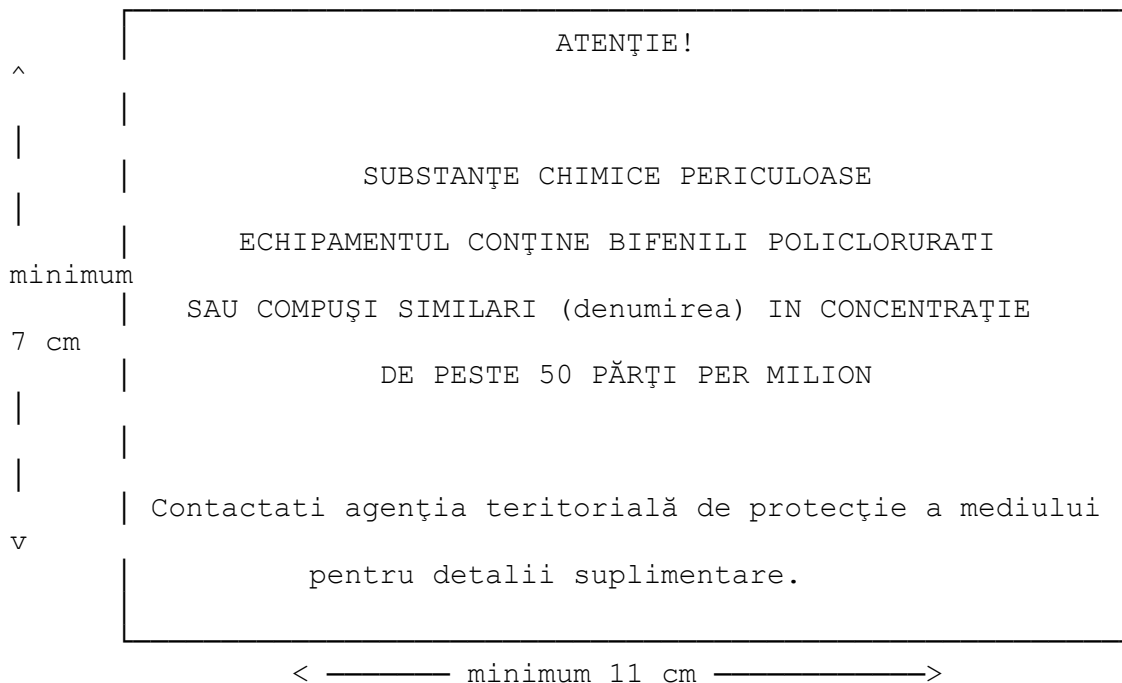 ATENŢIE!
^
SUBSTANŢE CHIMICE PERICULOASE
ECHIPAMENTUL CONŢINE BIFENILI POLICLORURATI
minimum
SAU COMPUŞI SIMILARI (denumirea) IN CONCENTRAŢIE
7 cm
DE PESTE 50 PĂRŢI PER MILION
Contactati agenţia teritorială de protecţie a mediului
v
pentru detalii suplimentare.
< ─────── minimum 11 cm ────────────>